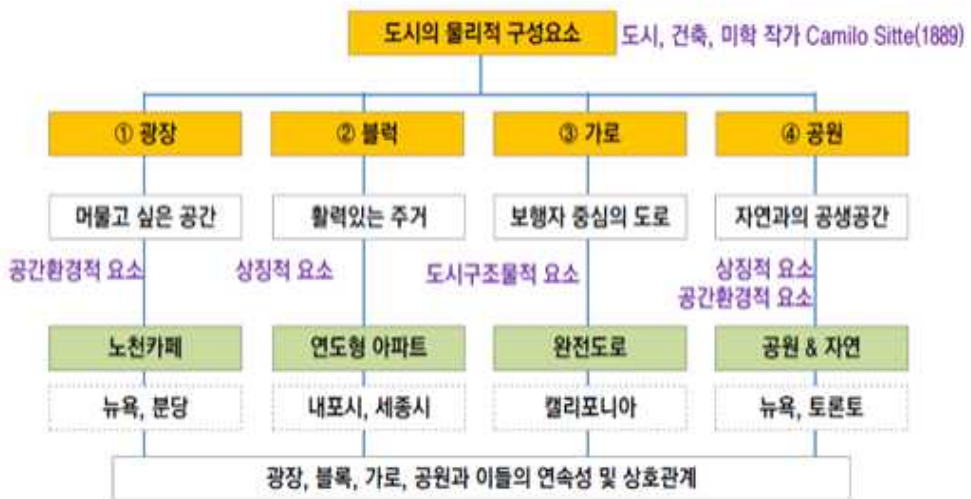 도시의 물리적 구성요소 도시, 건축, 미학 작가 Camilo Sitte(1889)
① 광장 ② 블럭 ③ 가로 ④ 공원
머물고 싶은 공간 활력있는 주거 보행자 중심의 도로 자연과의 공생공간
공간환경적 요소 상징적 요소 도시구조물적 요소 상징적 요소
공간환경적 요소
노천카페 연도형 아파트 완전도로 공원 & 자연
뉴욕, 분당 내포시, 세종시 캘리포니아 뉴욕, 토론토
광장, 블록, 가로, 공원과 이들의 연속성 및 상호관계